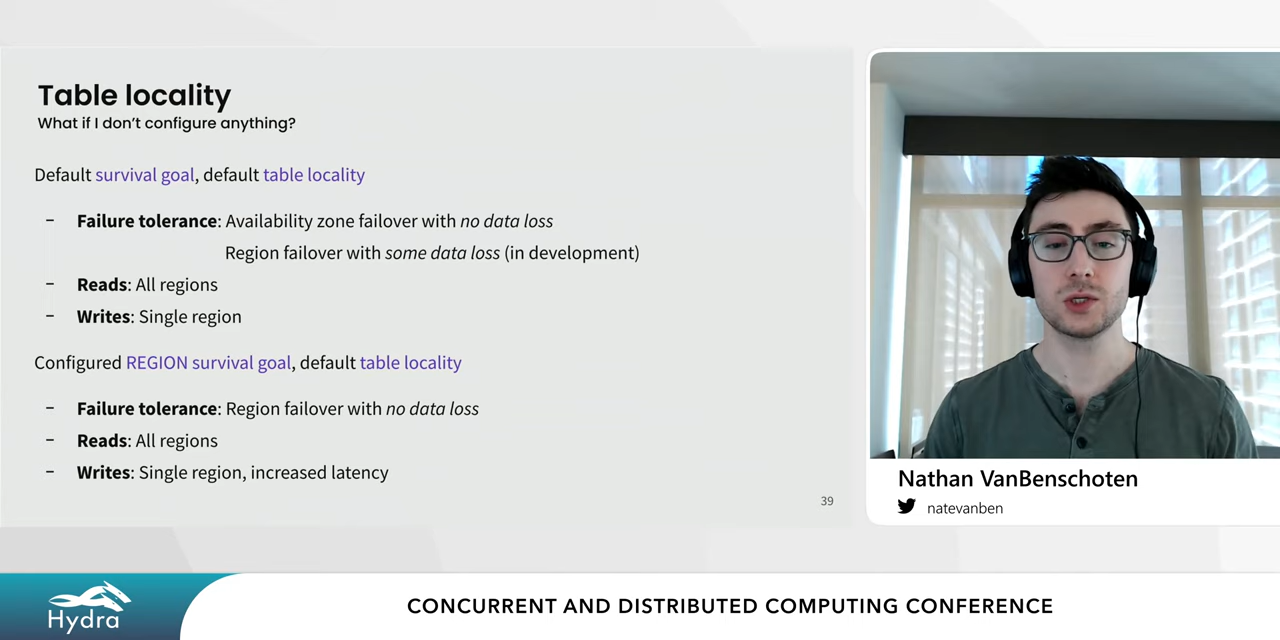 Table locality
What if I don't configure anything?
Default survival goal, default table locality
- Failure tolerance: Availability zone failover with no data loss
Region failover with some data loss (in development)
- Reads: All regions
- Writes: Single region
Configured REGION survival goal, default table locality
- Failure tolerance: Region failover with no data loss
- Reads: All regions
- Writes: Single region, increased latency
39
Nathan VanBenschoten
natevanben
Hydra
CONCURRENT AND DISTRIBUTED COMPUTING CONFERENCE